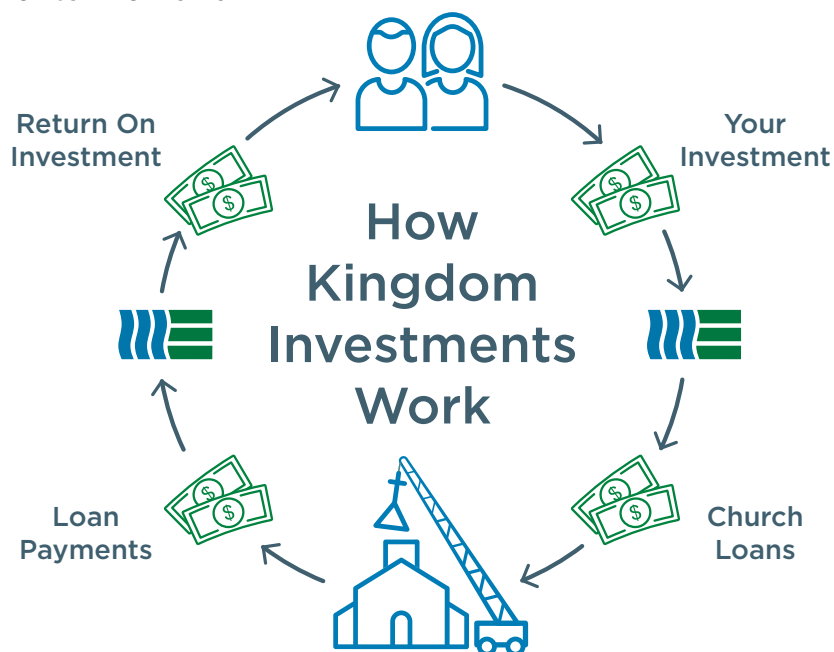 Return On
Investment
Your
Investment
How
Kingdom
Investments
Work
Loan
Payments
Church
Loans
$
$
$
$
$
$
$
$